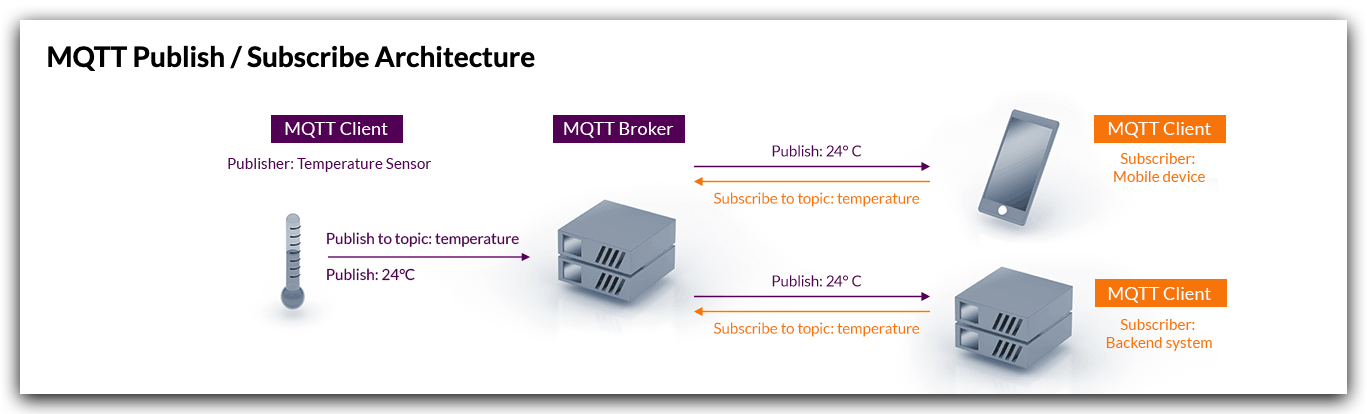 MQTT Publish / Subscribe Architecture
MQTT Client
Publisher: Temperature Sensor
Publish to topic: temperature
Publish: 24°C
MQTT Broker
Publish: 24° C
Subscribe to topic: temperature
MQTT Client
Subscriber:
Mobile device
Publish: 24° C
Subscribe to topic: temperature
MQTT Client
Subscriber:
Backend system